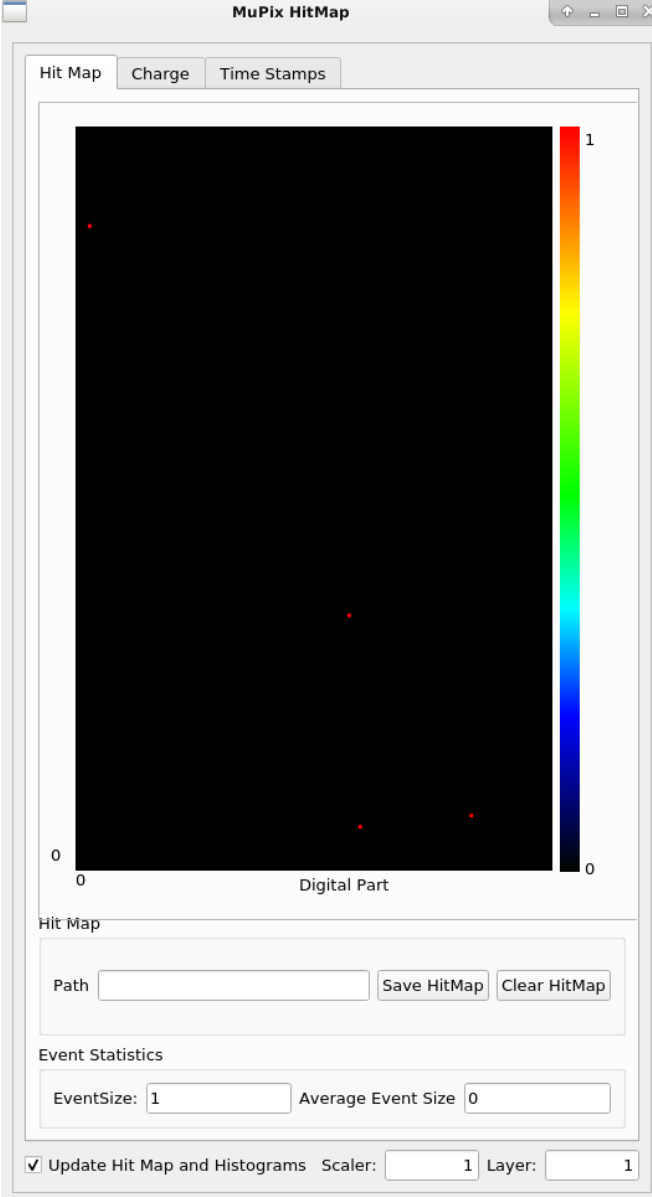 MuPix HitMap
Hit Map Charge Time Stamps
1
0
0
0
Digital Part
Hit Map
Path Save HitMap Clear HitMap
Event Statistics
EventSize: 1 Average Event Size 0
Update Hit Map and Histograms Scaler: 1 Layer: 1